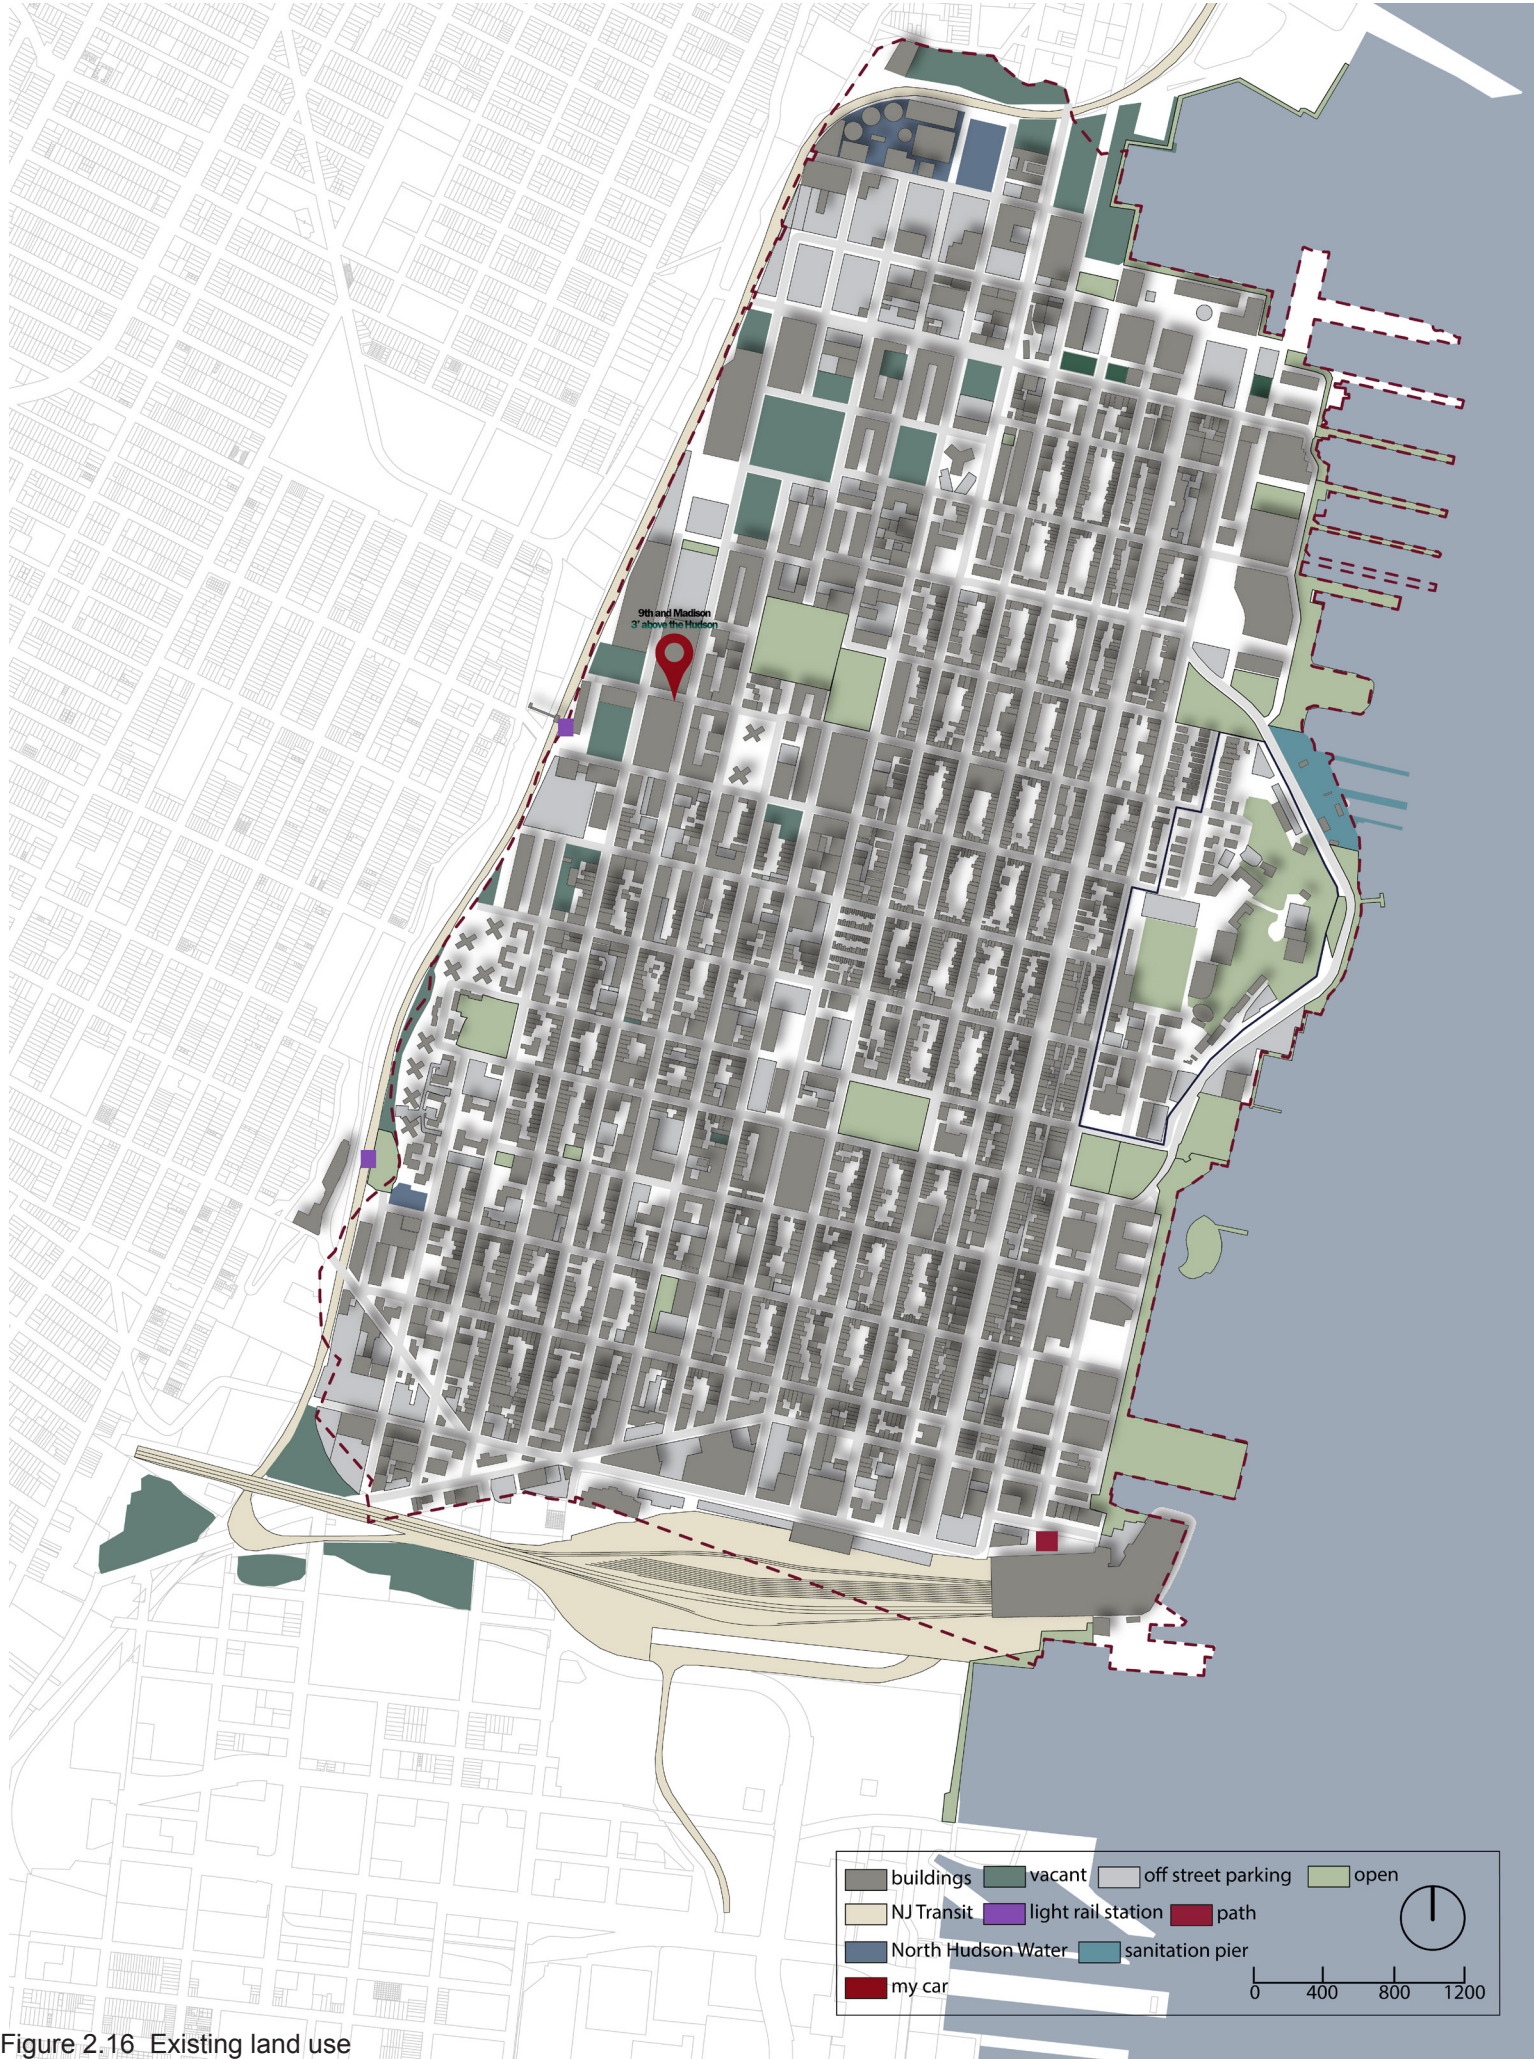 9th and Madison
3' above the Hudson
buildings vacant off street parking open
NJ Transit light rail station path
North Hudson Water sanitation pier
my car
0 400 800 1200
Figure 2.16 Existing land use